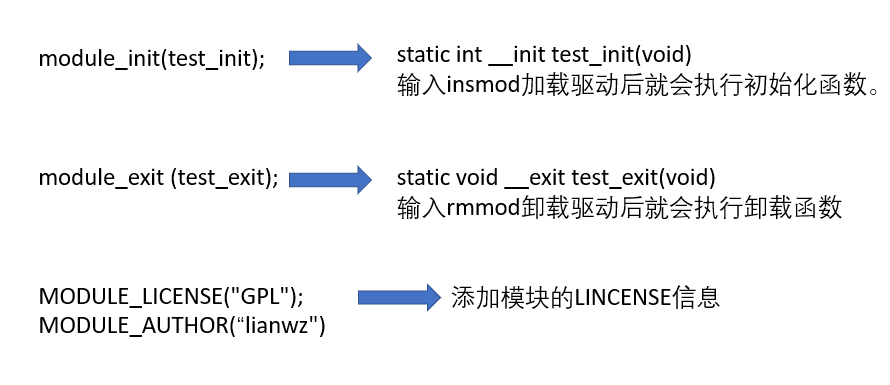 module_init(test_init);
static int __init test_init(void)
输入insmod加载驱动后就会执行初始化函数。
module_exit (test_exit);
static void __exit test_exit(void)
输入rmmod卸载驱动后就会执行卸载函数
MODULE_LICENSE("GPL");
MODULE_AUTHOR(“lianwz")
添加模块的LINCENSE信息